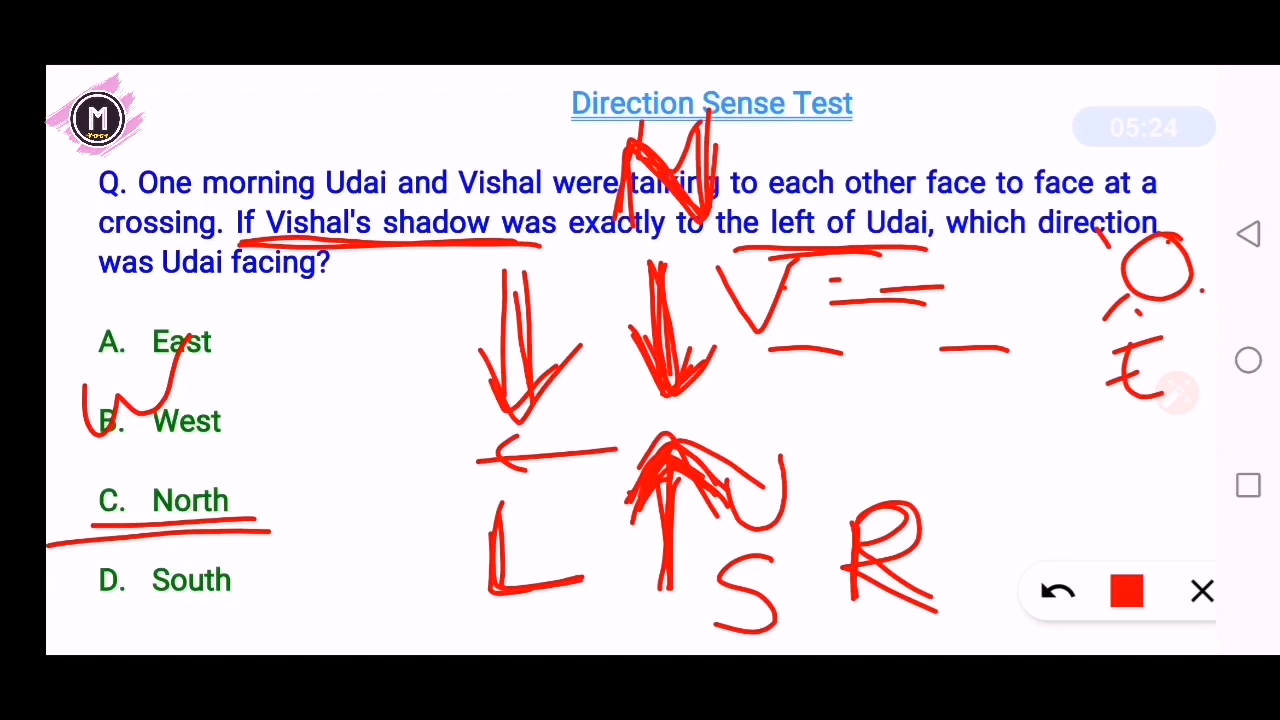 M
Direction Sense Test
05:24
Q. One morning Udai and Vishal were talking to each other face to face at a
crossing. If Vishal's shadow was exactly to the left of Udai, which direction
was Udai facing?
A. East
B. West
C. North
D. South
N
V
E
W
U
L
S
R